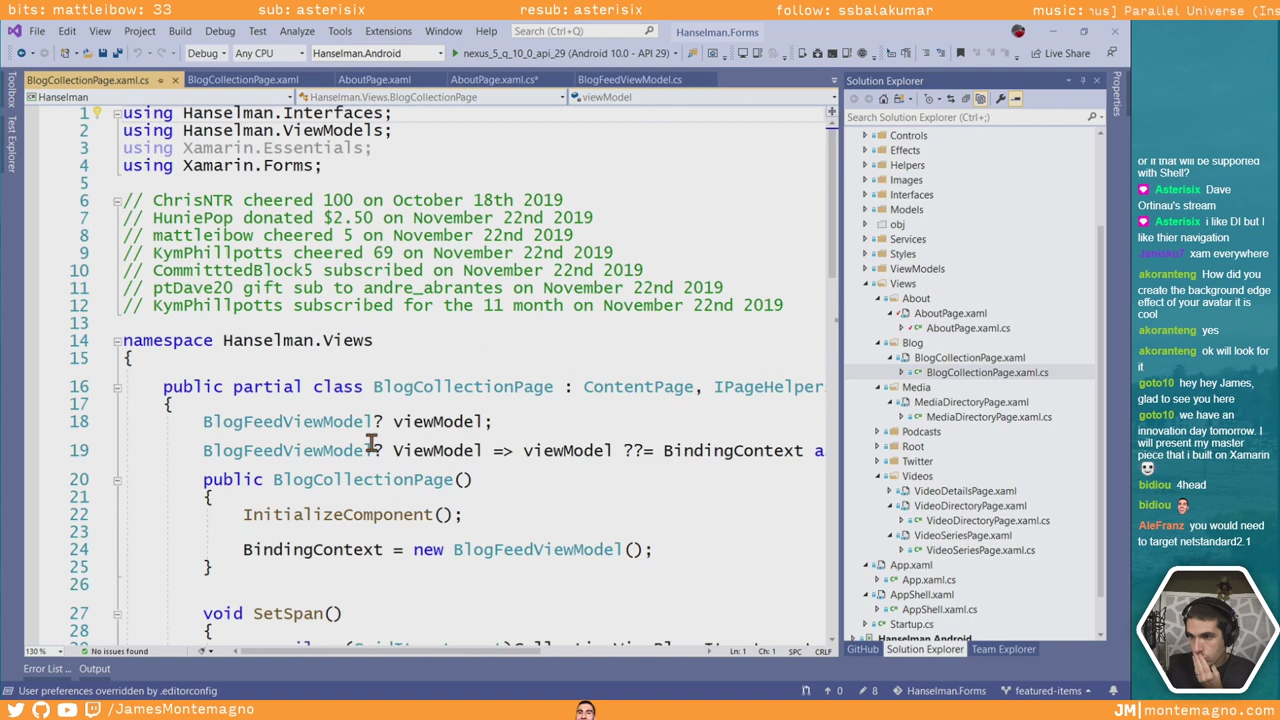 bits: mattleibow: 33
sub: asterisix
resub: asterisix
follow: ssbalakumar
music: nus] Parallel Universe (Ins
File Edit View Project Build Debug Test Analyze Tools Extensions Window Help
Search (Ctrl+Q)
Hanselman.Forms
Debug
Any CPU
Hanselman.Android
nexus_5_q_10_0_api_29 (Android 10.0 - API 29)
Live Share
Toolbox
Test Explorer
BlogCollectionPage.xaml.cs
BlogCollectionPage.xaml
AboutPage.xaml
AboutPage.xaml.cs*
BlogFeedViewModel.cs
Hanselman
Hanselman.Views.BlogCollectionPage
viewModel
1 using Hanselman.Interfaces;
2 using Hanselman.ViewModels;
3 using Xamarin.Essentials;
4 using Xamarin.Forms;
5
6 // ChrisNTR cheered 100 on October 18th 2019
7 // HuniePop donated $2.50 on November 22nd 2019
8 // mattleibow cheered 5 on November 22nd 2019
9 // KymPhillpotts cheered 69 on November 22nd 2019
10 // CommitttedBlock5 subscribed on November 22nd 2019
11 // ptDave20 gift sub to andre_abrantes on November 22nd 2019
12 // KymPhillpotts subscribed for the 11 month on November 22nd 2019
13
14 namespace Hanselman.Views
15 {
16 public partial class BlogCollectionPage : ContentPage, IPageHelper
17 {
18 BlogFeedViewModel? viewModel;
19 BlogFeedViewModel? ViewModel => viewModel ??= BindingContext a
20 public BlogCollectionPage()
21 {
22 InitializeComponent();
23
24 BindingContext = new BlogFeedViewModel();
25 }
26
27 void SetSpan()
28 {
130 %
No issues found
Ln: 1 Ch: 1 SPC CRLF
Error List ... Output
User preferences overridden by .editorconfig
0
8
Hanselman.Forms
featured-items
Solution Explorer
Search Solution Explorer (Ctrl+;)
Controls
Effects
Helpers
Images
Interfaces
Models
obj
Services
Styles
ViewModels
Views
About
AboutPage.xaml
AboutPage.xaml.cs
Blog
BlogCollectionPage.xaml
BlogCollectionPage.xaml.cs
Media
MediaDirectoryPage.xaml
MediaDirectoryPage.xaml.cs
Podcasts
Root
Twitter
Videos
VideoDetailsPage.xaml
VideoDirectoryPage.xaml
VideoDirectoryPage.xaml.cs
VideoSeriesPage.xaml
VideoSeriesPage.xaml.cs
App.xaml
App.xaml.cs
AppShell.xaml
AppShell.xaml.cs
Startup.cs
Hanselman Android
GitHub Solution Explorer Team Explorer
Properties
or if that will be supported
with Shell?
Asterisix Dave
Ortinau's stream
Asterisix i like DI but I
like thier navigation
Janisku7 xam everywhere
akoranteng How did you
create the background edge
effect of your avatar it is
cool
akoranteng yes
akoranteng ok will look for
it
goto10 hey hey James,
glad to see you here
goto10 we have an
innovation day tomorrow. I
will present my master
piece that i built on Xamarin
bidiou 4head
bidiou
AleFranz you would need
to target netstandard2.1
/JamesMontemagno
JM montemagno.com